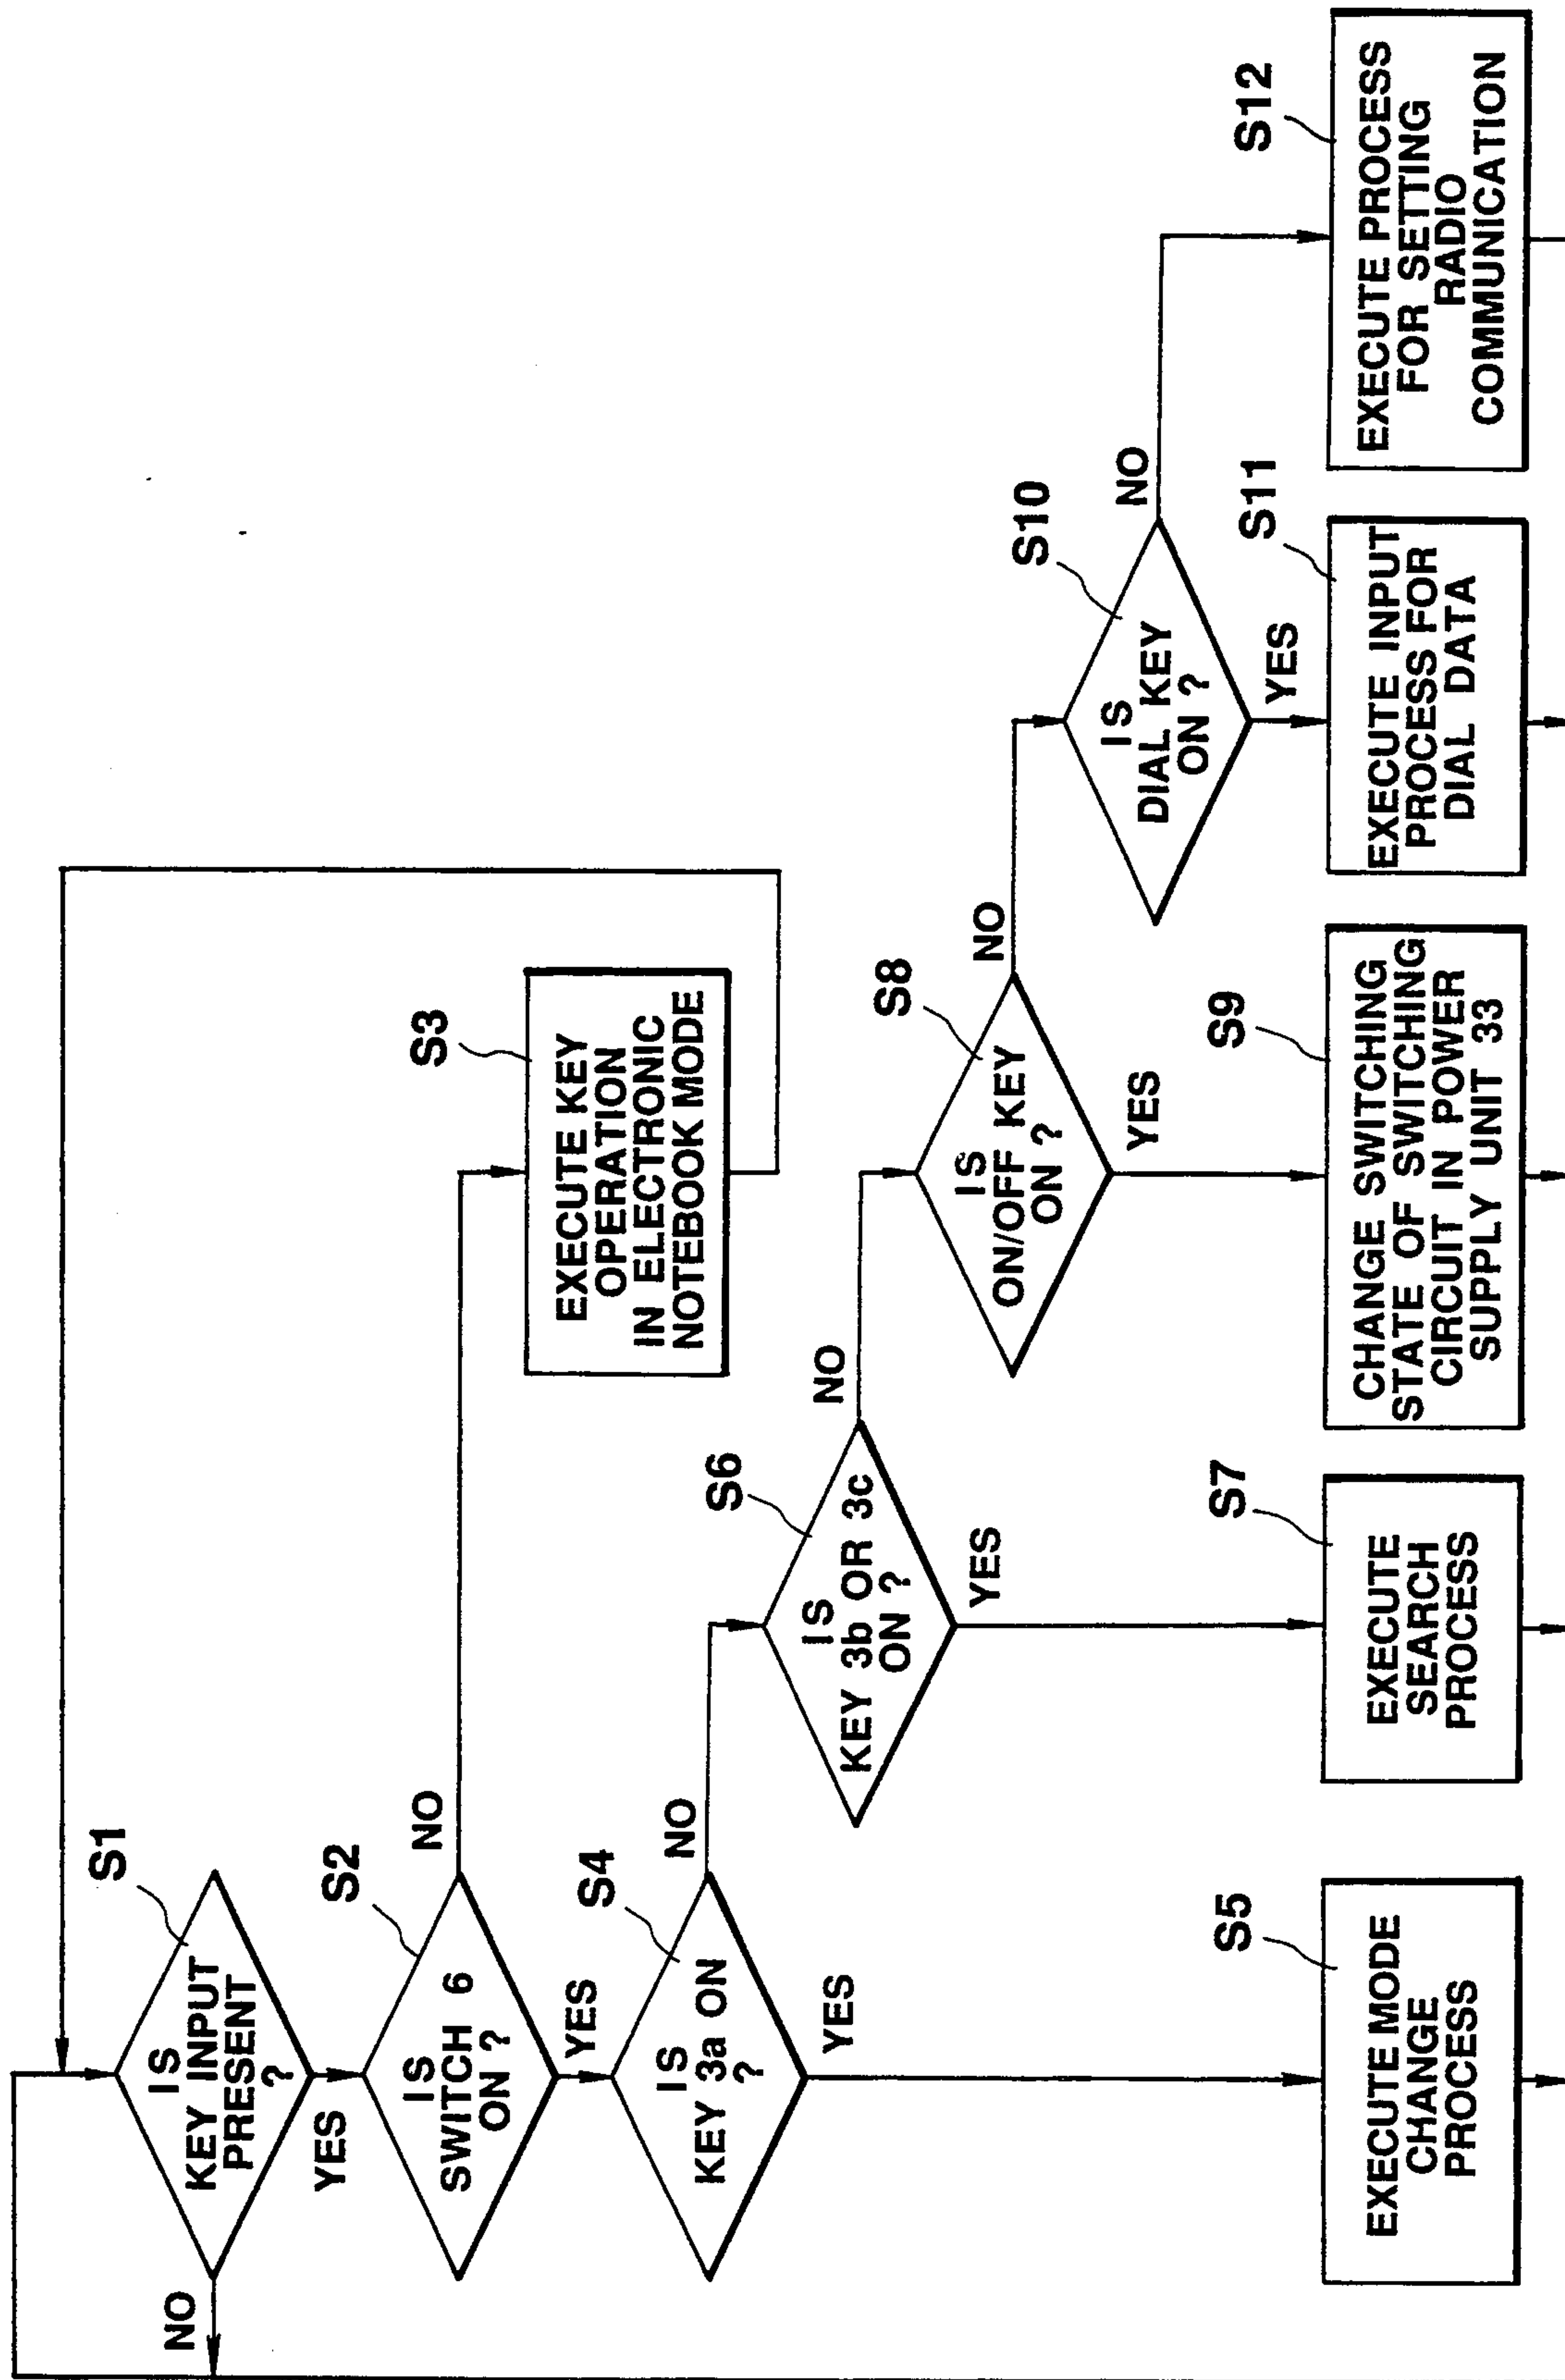 S1
IS
KEY INPUT
PRESENT
?
NO
YES
S2
IS
SWITCH 6
ON ?
NO
YES
S3
EXECUTE KEY
OPERATION
IN ELECTRONIC
NOTEBOOK MODE
S4
IS
KEY 3a ON
?
NO
YES
S5
EXECUTE MODE
CHANGE
PROCESS
S6
IS
KEY 3b OR 3c
ON ?
NO
YES
S7
EXECUTE
SEARCH
PROCESS
S8
IS
ON/OFF KEY
ON ?
NO
YES
S9
CHANGE SWITCHING
STATE OF SWITCHING
CIRCUIT IN POWER
SUPPLY UNIT 33
S10
IS
DIAL KEY
ON ?
NO
YES
S11
EXECUTE INPUT
PROCESS FOR
DIAL DATA
S12
EXECUTE PROCESS
FOR SETTING
RADIO
COMMUNICATION